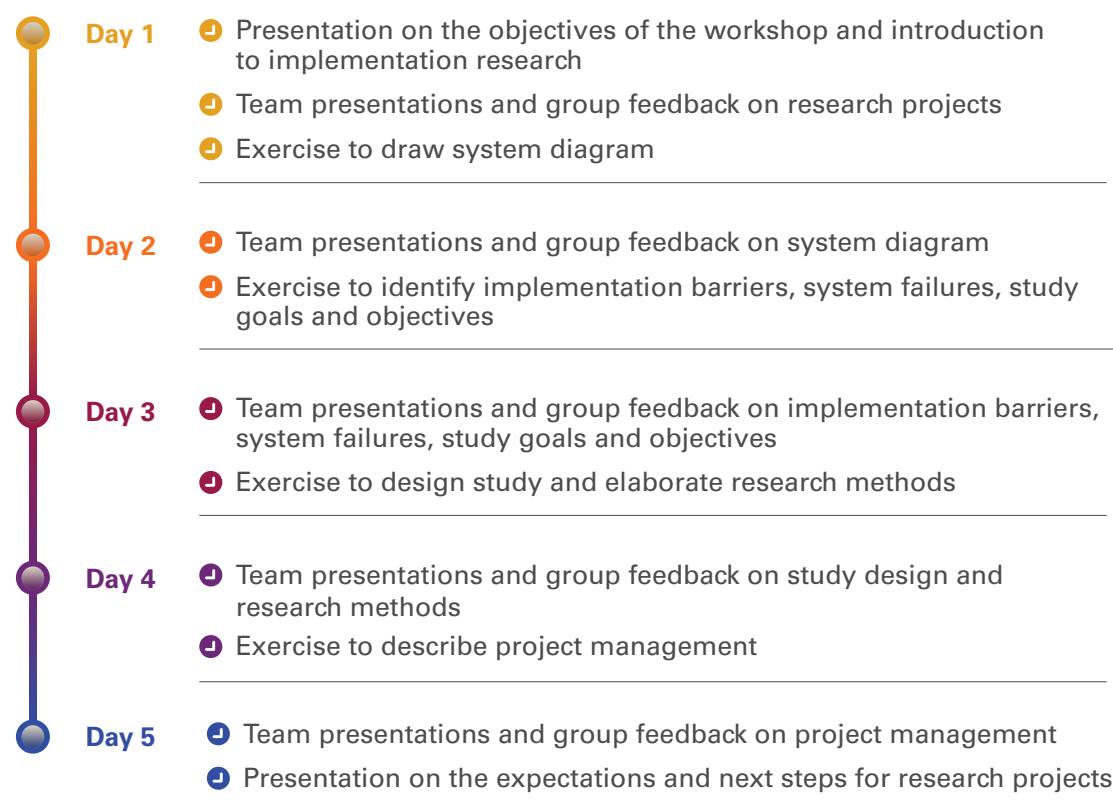 Day 1
Presentation on the objectives of the workshop and introduction
to implementation research
Team presentations and group feedback on research projects
Exercise to draw system diagram
Day 2
Team presentations and group feedback on system diagram
Exercise to identify implementation barriers, system failures, study
goals and objectives
Day 3
Team presentations and group feedback on implementation barriers,
system failures, study goals and objectives
Exercise to design study and elaborate research methods
Day 4
Team presentations and group feedback on study design and
research methods
Exercise to describe project management
Day 5
Team presentations and group feedback on project management
Presentation on the expectations and next steps for research projects